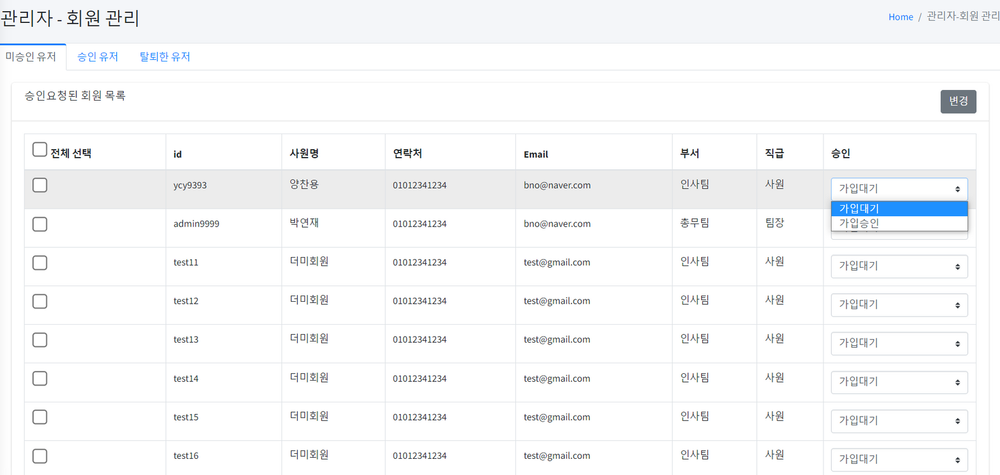 관리자 - 회원 관리
Home / 관리자-회원 관리
미승인 유저 승인 유저 탈퇴한 유저
승인요청된 회원 목록
변경
전체 선택 id 사원명 연락처 Email 부서 직급 승인
ycy9393 양찬용 01012341234 bno@naver.com 인사팀 사원 가입대기
가입대기
가입승인
admin9999 박연재 01012341234 bno@naver.com 총무팀 팀장
test11 더미회원 01012341234 test@gmail.com 인사팀 사원 가입대기
test12 더미회원 01012341234 test@gmail.com 인사팀 사원 가입대기
test13 더미회원 01012341234 test@gmail.com 인사팀 사원 가입대기
test14 더미회원 01012341234 test@gmail.com 인사팀 사원 가입대기
test15 더미회원 01012341234 test@gmail.com 인사팀 사원 가입대기
test16 더미회원 01012341234 test@gmail.com 인사팀 사원 가입대기